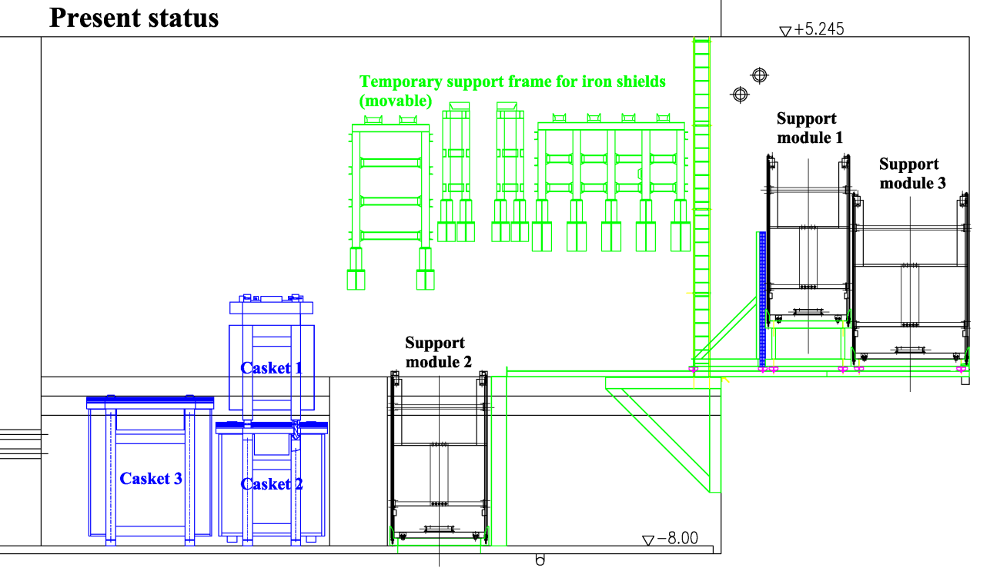 Present status
+5.245
Temporary support frame for iron shields
(movable)
Support
module 1
Support
module 3
Support
module 2
Casket 1
Casket 3
Casket 2
-8.00